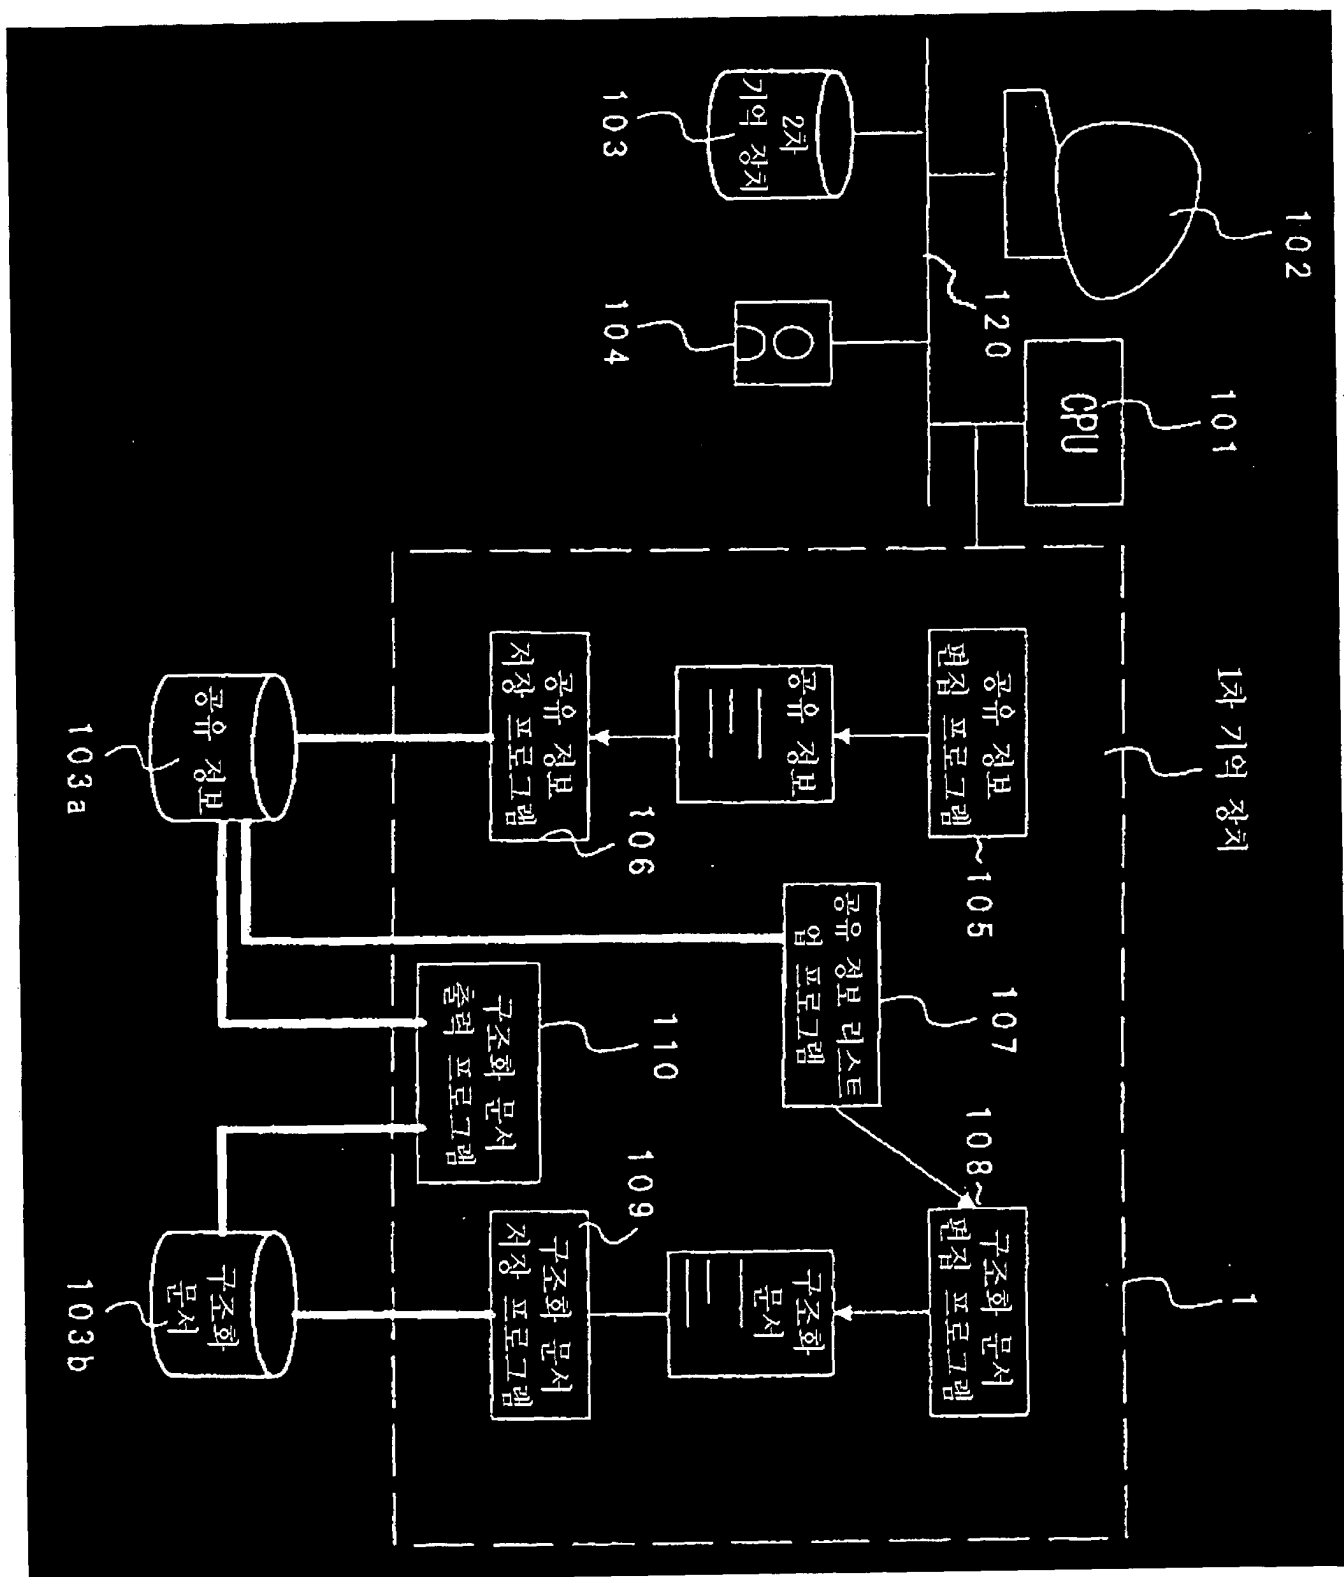 102
CPU
101
120
2차
기억 장치
103
104
1차 기억 장치
1
공유 정보
편집 프로그램
105
공유 정보
공유 정보
저장 프로그램
106
공유 정보
103a
공유 정보 리스트
업 프로그램
107
구조화 문서
편집 프로그램
108
구조화
문서
구조화 문서
저장 프로그램
109
구조화 문서
출력 프로그램
110
구조화
문서
103b